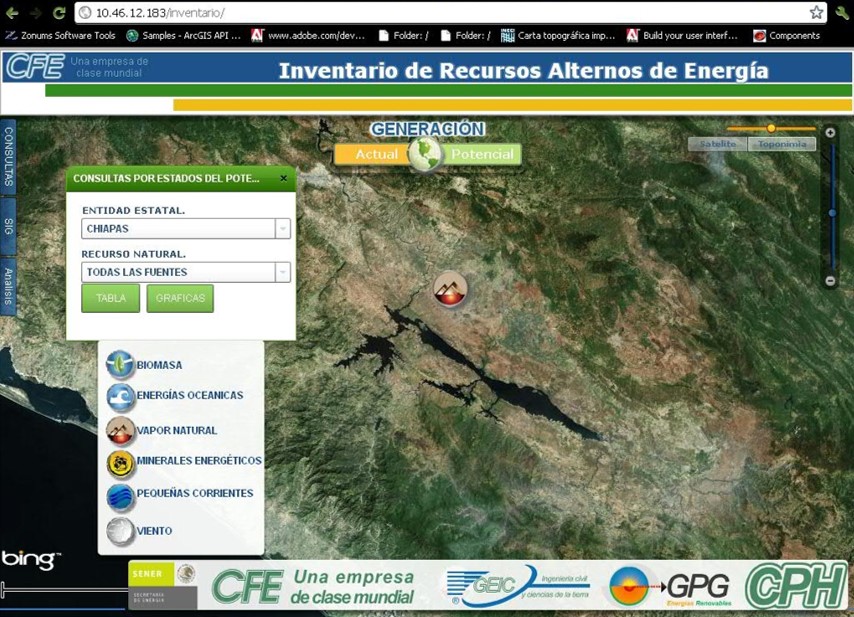 10.46.12.183/inventario/
Zonums Software Tools
Samples - ArcGIS API ...
www.adobe.com/dev...
Folder: /
Folder: /
Carta topográfica imp...
Build your user interf...
Components
CFE
Una empresa de
clase mundial
Inventario de Recursos Alternos de Energía
GENERACIÓN
Actual
Potencial
Satelite
Toponimia
CONSULTAS
SIG
Analisis
CONSULTAS POR ESTADOS DEL POTE...
ENTIDAD ESTATAL.
CHIAPAS
RECURSO NATURAL.
TODAS LAS FUENTES
TABLA
GRAFICAS
BIOMASA
ENERGÍAS OCEANICAS
VAPOR NATURAL
MINERALES ENERGÉTICOS
PEQUEÑAS CORRIENTES
VIENTO
bing™
SENER
SECRETARÍA
DE ENERGÍA
CFE
Una empresa
de clase mundial
GEIC
®
Ingeniería civil
y ciencias de la tierra
GPG
Energías Renovables
CPH